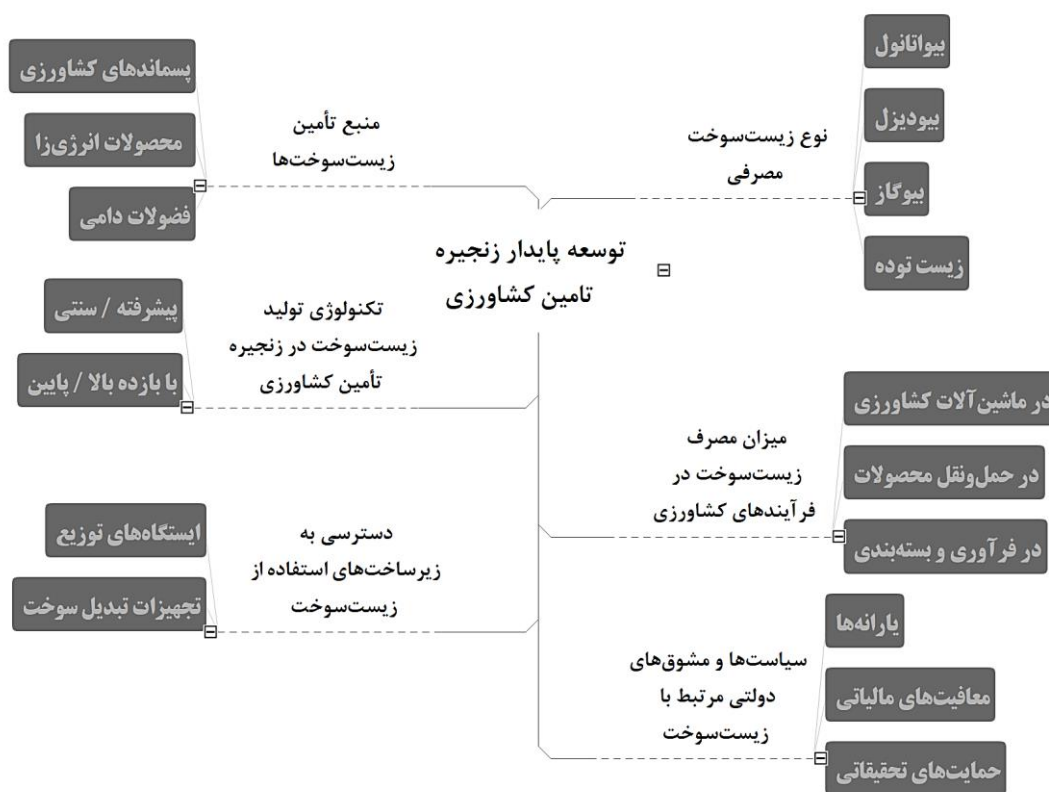 توسعه پایدار زنجیره
تامین کشاورزی
نوع زیست‌سوخت
مصرفی
بیواتانول
بیودیزل
بیوگاز
زیست توده
میزان مصرف
زیست‌سوخت در
فرآیندهای کشاورزی
در ماشین‌آلات کشاورزی
در حمل‌ونقل محصولات
در فرآوری و بسته‌بندی
سیاست‌ها و مشوق‌های
دولتی مرتبط با
زیست‌سوخت
یارانه‌ها
معافیت‌های مالیاتی
حمایت‌های تحقیقاتی
منبع تأمین
زیست‌سوخت‌ها
پسماندهای کشاورزی
محصولات انرژی‌زا
فضولات دامی
تکنولوژی تولید
زیست‌سوخت در زنجیره
تأمین کشاورزی
پیشرفته / سنتی
با بازده بالا / پایین
دسترسی به
زیرساخت‌های استفاده از
زیست‌سوخت
ایستگاه‌های توزیع
تجهیزات تبدیل سوخت